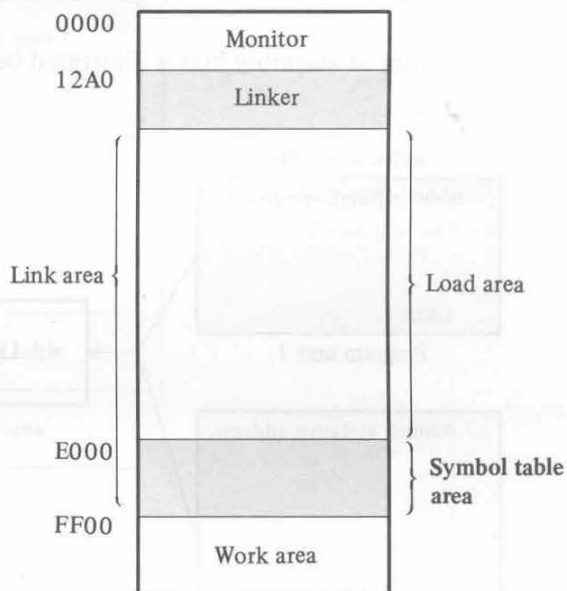 0000
Monitor
12A0
Linker
Link area
Load area
E000
Symbol table
area
FF00
Work area